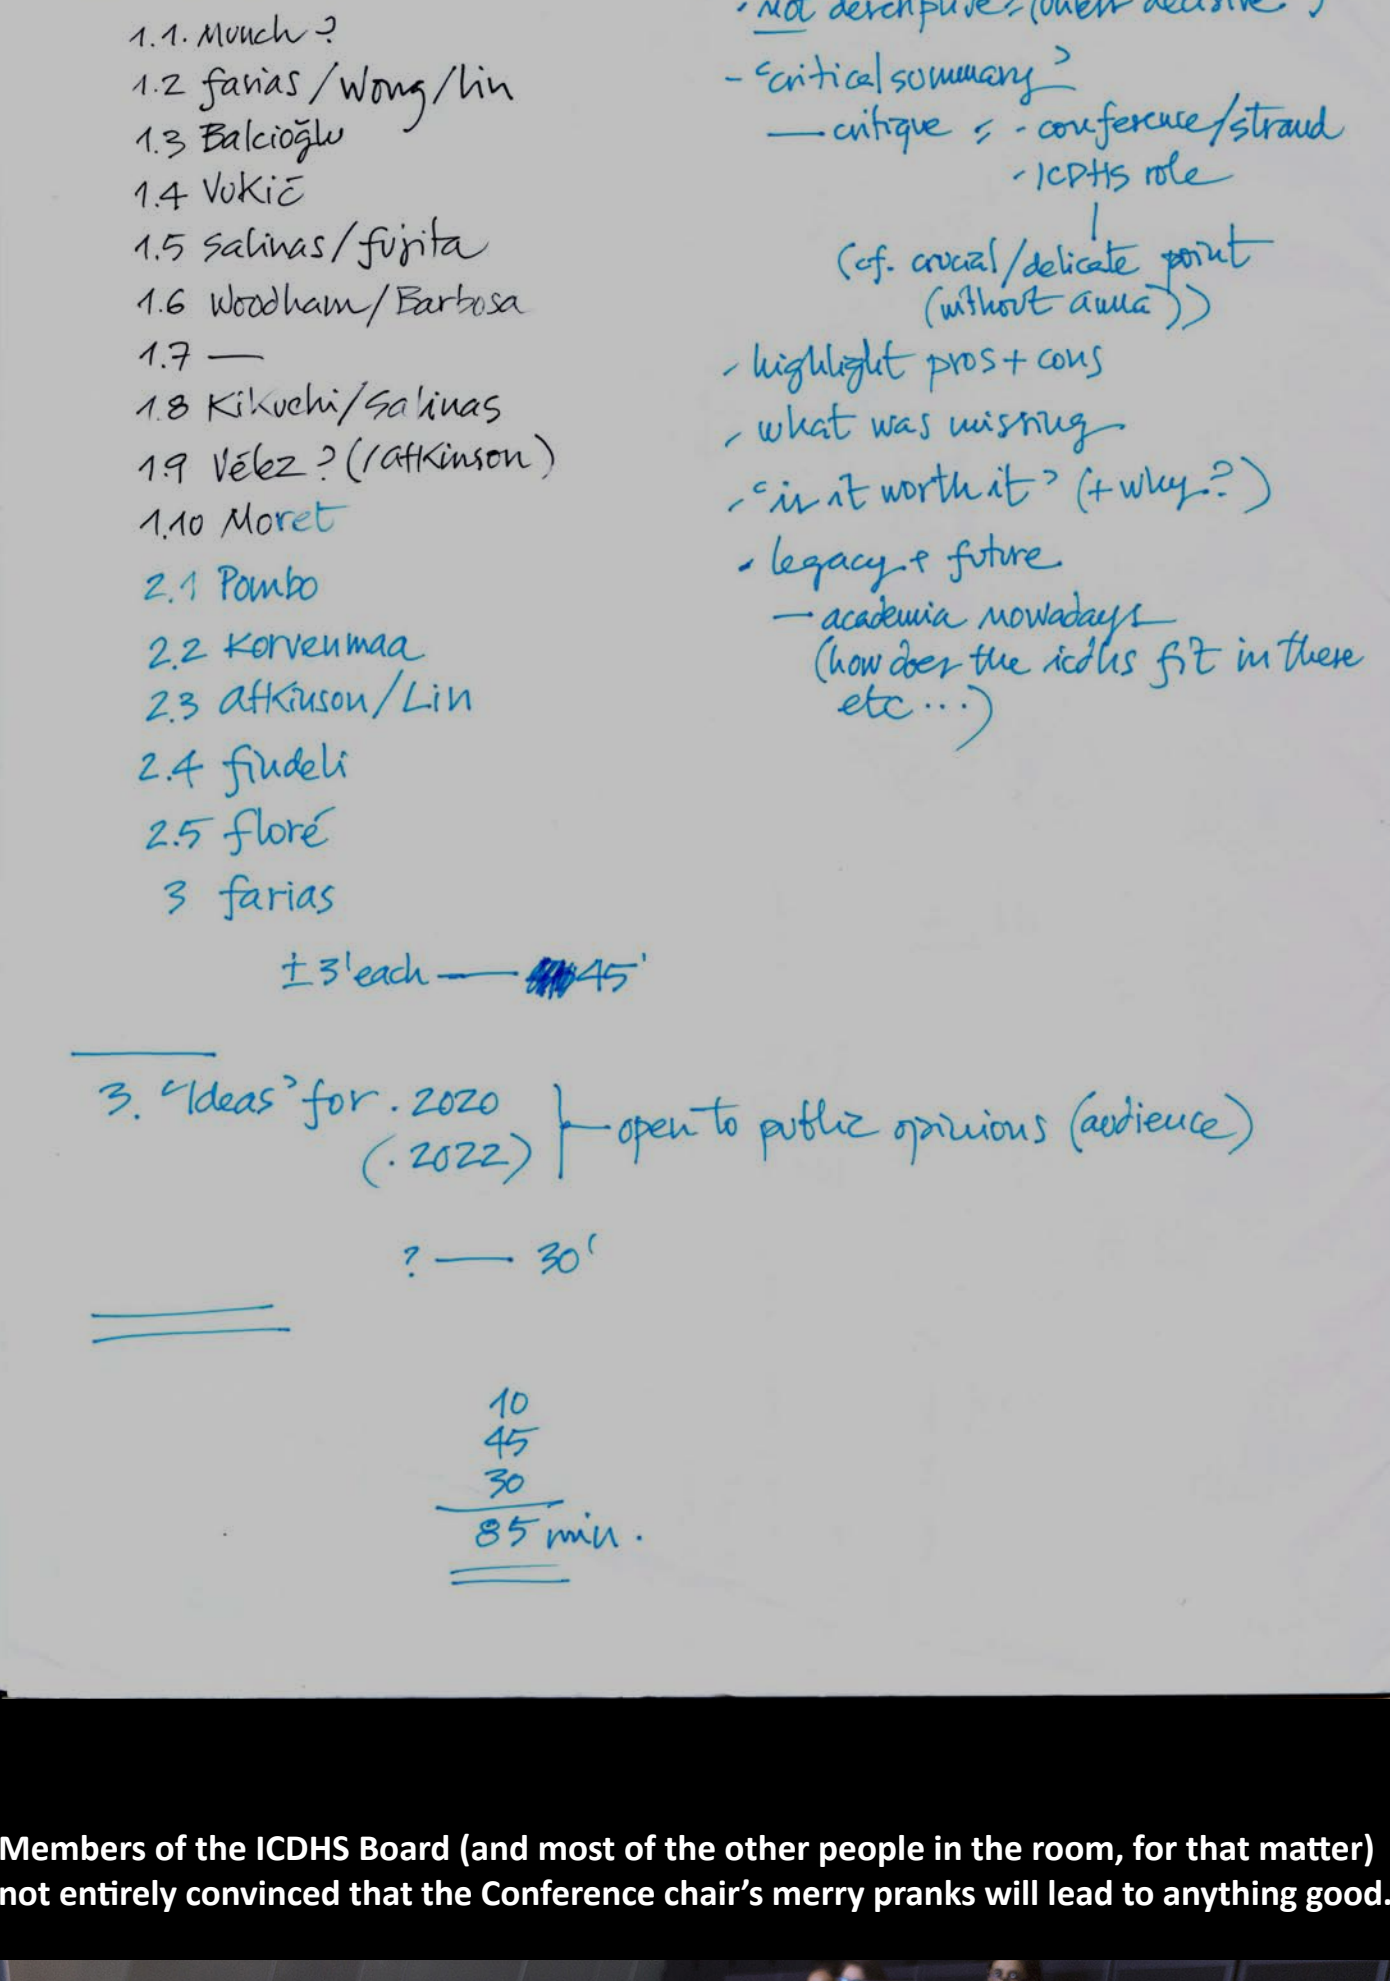 1.1. Munch?
1.2 farias/Wong/Lin
1.3 Balcioğlu
1.4 Vukić
1.5 Salinas/fujita
1.6 Woodham/Barbosa
1.7 —
1.8 Kikuchi/Salinas
1.9 Vélez? (/atkinson)
1.10 Moret
2.1 Pombo
2.2 Korvenmaa
2.3 atkinson/Lin
2.4 findeli
2.5 floré
3 farias
±3' each — 45'
· Not descriptive
- "critical summary"
— critique - conference/strand
- ICDHS role
(cf. crucial/delicate point
(without anna))
- highlight pros + cons
- what was missing
- "is it worth it" (+ why?)
- legacy + future
— academia nowadays
(how does the icdhs fit in these
etc...)
3. "Ideas" for · 2020
(· 2022)
open to public opinions (audience)
? — 30'
10
45
30
85 min.
Members of the ICDHS Board (and most of the other people in the room, for that matter)
not entirely convinced that the Conference chair's merry pranks will lead to anything good.